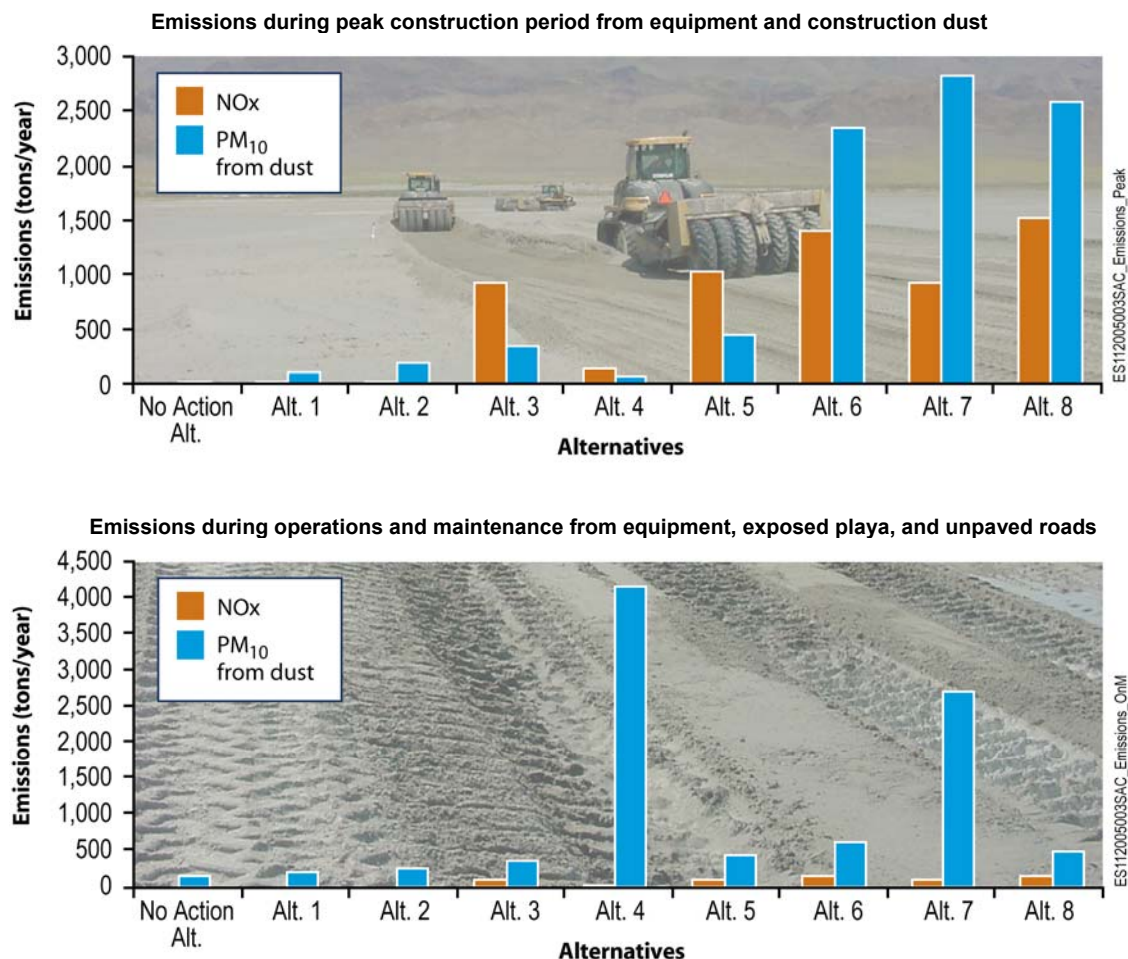 Emissions during peak construction period from equipment and construction dust
Emissions (tons/year)
3,000
2,500
2,000
1,500
1,000
500
0
NOx
PM10
from dust
No Action
Alt.
Alt. 1
Alt. 2
Alt. 3
Alt. 4
Alt. 5
Alt. 6
Alt. 7
Alt. 8
Alternatives
ES112005003SAC_Emissions_Peak
Emissions during operations and maintenance from equipment, exposed playa, and unpaved roads
Emissions (tons/year)
4,500
4,000
3,500
3,000
2,500
2,000
1,500
1,000
500
0
NOx
PM10
from dust
No Action
Alt.
Alt. 1
Alt. 2
Alt. 3
Alt. 4
Alt. 5
Alt. 6
Alt. 7
Alt. 8
Alternatives
ES112005003SAC_Emissions_OnM